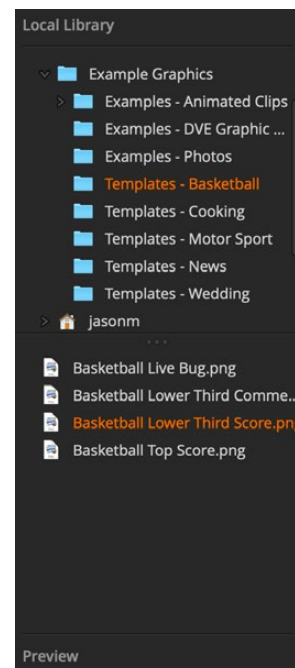 Local Library
Example Graphics
Examples - Animated Clips
Examples - DVE Graphic ...
Examples - Photos
Templates - Basketball
Templates - Cooking
Templates - Motor Sport
Templates - News
Templates - Wedding
jasonm
Basketball Live Bug.png
Basketball Lower Third Comme..
Basketball Lower Third Score.png
Basketball Top Score.png
Preview